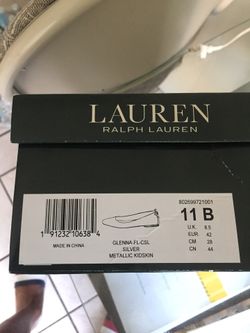 LAUREN
RALPH LAUREN
802599721001
11 B
U.K 8.5
EUR 42
CM 28
CN 44
1 91232 10638 4
MADE IN CHINA
GLENNA FL-CSL
SILVER
METALLIC KIDSKIN